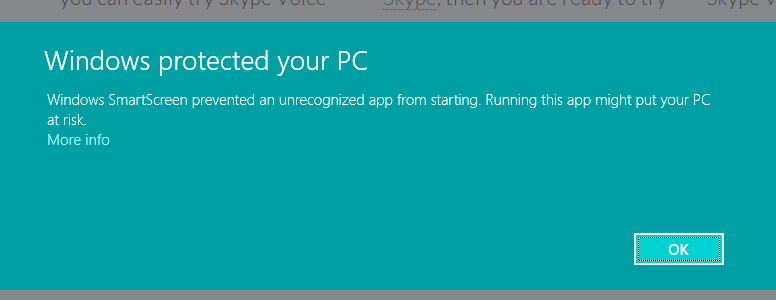 you can easily try Skype Voice Skype, then you are ready to try Skype V
Windows protected your PC
Windows SmartScreen prevented an unrecognized app from starting. Running this app might put your PC
at risk.
More info
OK